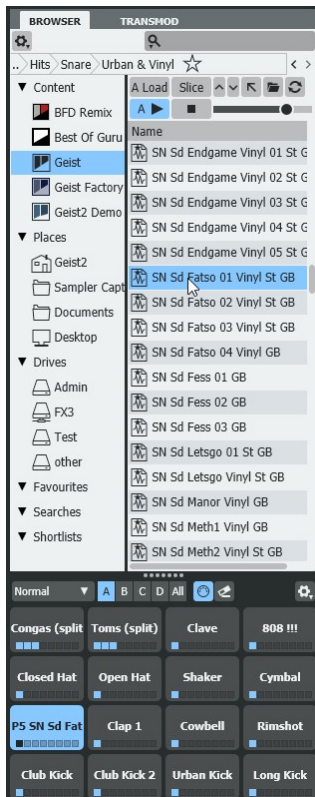 BROWSER TRANSMOD
.. Hits Snare Urban & Vinyl
Content
BFD Remix
Best Of Guru
Geist
Geist Factory
Geist2 Demo
Places
Geist2
Sampler Capt
Documents
Desktop
Drives
Admin
FX3
Test
other
Favourites
Searches
Shortlists
A Load Slice
A
Name
SN Sd Endgame Vinyl 01 St G
SN Sd Endgame Vinyl 02 St G
SN Sd Endgame Vinyl 03 St G
SN Sd Endgame Vinyl 04 St G
SN Sd Endgame Vinyl 05 St G
SN Sd Fatso 01 Vinyl St GB
SN Sd Fatso 02 Vinyl St GB
SN Sd Fatso 03 Vinyl St GB
SN Sd Fatso 04 Vinyl GB
SN Sd Fess 01 GB
SN Sd Fess 02 GB
SN Sd Fess 03 GB
SN Sd Letsgo 01 St GB
SN Sd Letsgo Vinyl St GB
SN Sd Manor Vinyl GB
SN Sd Meth1 Vinyl GB
SN Sd Meth2 Vinyl St GB
Normal A B C D All
Congas (split Toms (split) Clave 808 !!!
Closed Hat Open Hat Shaker Cymbal
P5 SN Sd Fat Clap 1 Cowbell Rimshot
Club Kick Club Kick 2 Urban Kick Long Kick